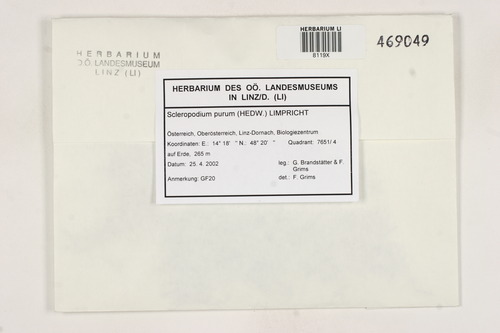 HERBARIUM
OÖ. LANDESMUSEUM
LINZ (LI)
HERBARIUM LI
8119X
469049
HERBARIUM DES OÖ. LANDESMUSEUMS
IN LINZ/D. (LI)
Scleropodium purum (HEDW.) LIMPRICHT
Österreich, Oberösterreich, Linz-Dornach, Biologiezentrum
Koordinaten: E.: 14° 18' " N.: 48° 20' " Quadrant: 7651/ 4
auf Erde, 265 m
Datum: 25. 4. 2002 leg.: G. Brandstätter & F.
Grims
Anmerkung: GF20 det.: F. Grims